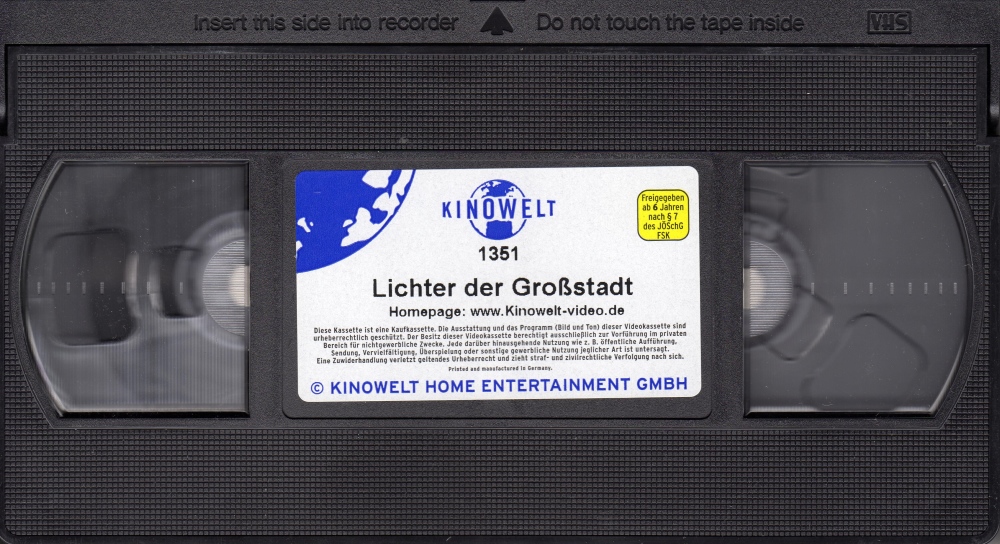 Insert this side into recorder Do not touch the tape inside VHS
KINOWELT
1351
Freigegeben
ab 6 Jahren
nach § 7
des JÖSchG
FSK
Lichter der Großstadt
Homepage: www.Kinowelt-video.de
Diese Kassette ist eine Kaufkassette. Die Ausstattung und das Programm (Bild und Ton) dieser Videokassette sind
urheberrechtlich geschützt. Der Besitz dieser Videokassette berechtigt ausschließlich zur Vorführung im privaten
Bereich für nichtgewerbliche Zwecke. Jede darüber hinausgehende Nutzung wie z. B. öffentliche Aufführung,
Sendung, Vervielfältigung, Überspielung oder sonstige gewerbliche Nutzung jeglicher Art ist untersagt.
Eine Zuwiderhandlung verletzt geltendes Urheberrecht und zieht straf- und zivilrechtliche Verfolgung nach sich.
Printed and manufactured in Germany.
© KINOWELT HOME ENTERTAINMENT GMBH